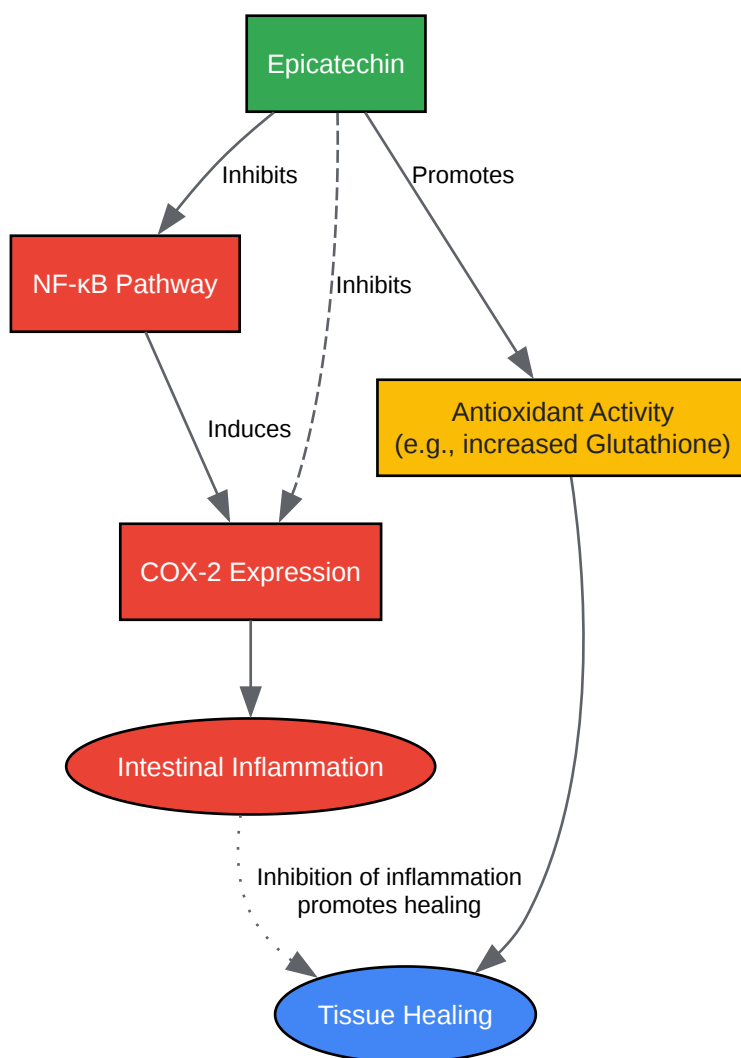 Epicatechin
Inhibits
Promotes
NF-κB Pathway
Inhibits
Antioxidant Activity
(e.g., increased Glutathione)
Induces
COX-2 Expression
Intestinal Inflammation
Inhibition of inflammation
promotes healing
Tissue Healing